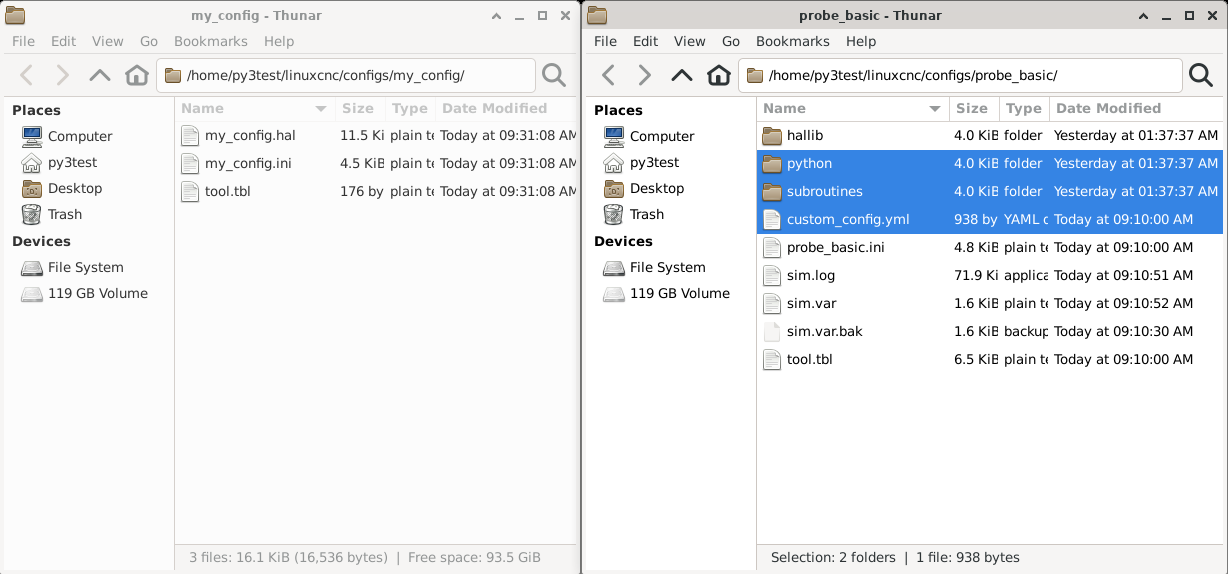 my_config - Thunar
File Edit View Go Bookmarks Help
/home/py3test/linuxcnc/configs/my_config/
Places
Computer
py3test
Desktop
Trash
Devices
File System
119 GB Volume
Name Size Type Date Modified
my_config.hal 11.5 Ki plain te Today at 09:31:08 AM
my_config.ini 4.5 KiB plain te Today at 09:31:08 AM
tool.tbl 176 by plain te Today at 09:31:08 AM
3 files: 16.1 KiB (16,536 bytes) | Free space: 93.5 GiB
probe_basic - Thunar
File Edit View Go Bookmarks Help
/home/py3test/linuxcnc/configs/probe_basic/
Places
Computer
py3test
Desktop
Trash
Devices
File System
119 GB Volume
Name Size Type Date Modified
hallib 4.0 KiB folder Yesterday at 01:37:37 AM
python 4.0 KiB folder Yesterday at 01:37:37 AM
subroutines 4.0 KiB folder Yesterday at 01:37:37 AM
custom_config.yml 938 by YAML d Today at 09:10:00 AM
probe_basic.ini 4.8 KiB plain te Today at 09:10:00 AM
sim.log 71.9 Ki applica Today at 09:10:51 AM
sim.var 1.6 KiB plain te Today at 09:10:52 AM
sim.var.bak 1.6 KiB backup Today at 09:10:30 AM
tool.tbl 6.5 KiB plain te Today at 09:10:00 AM
Selection: 2 folders | 1 file: 938 bytes